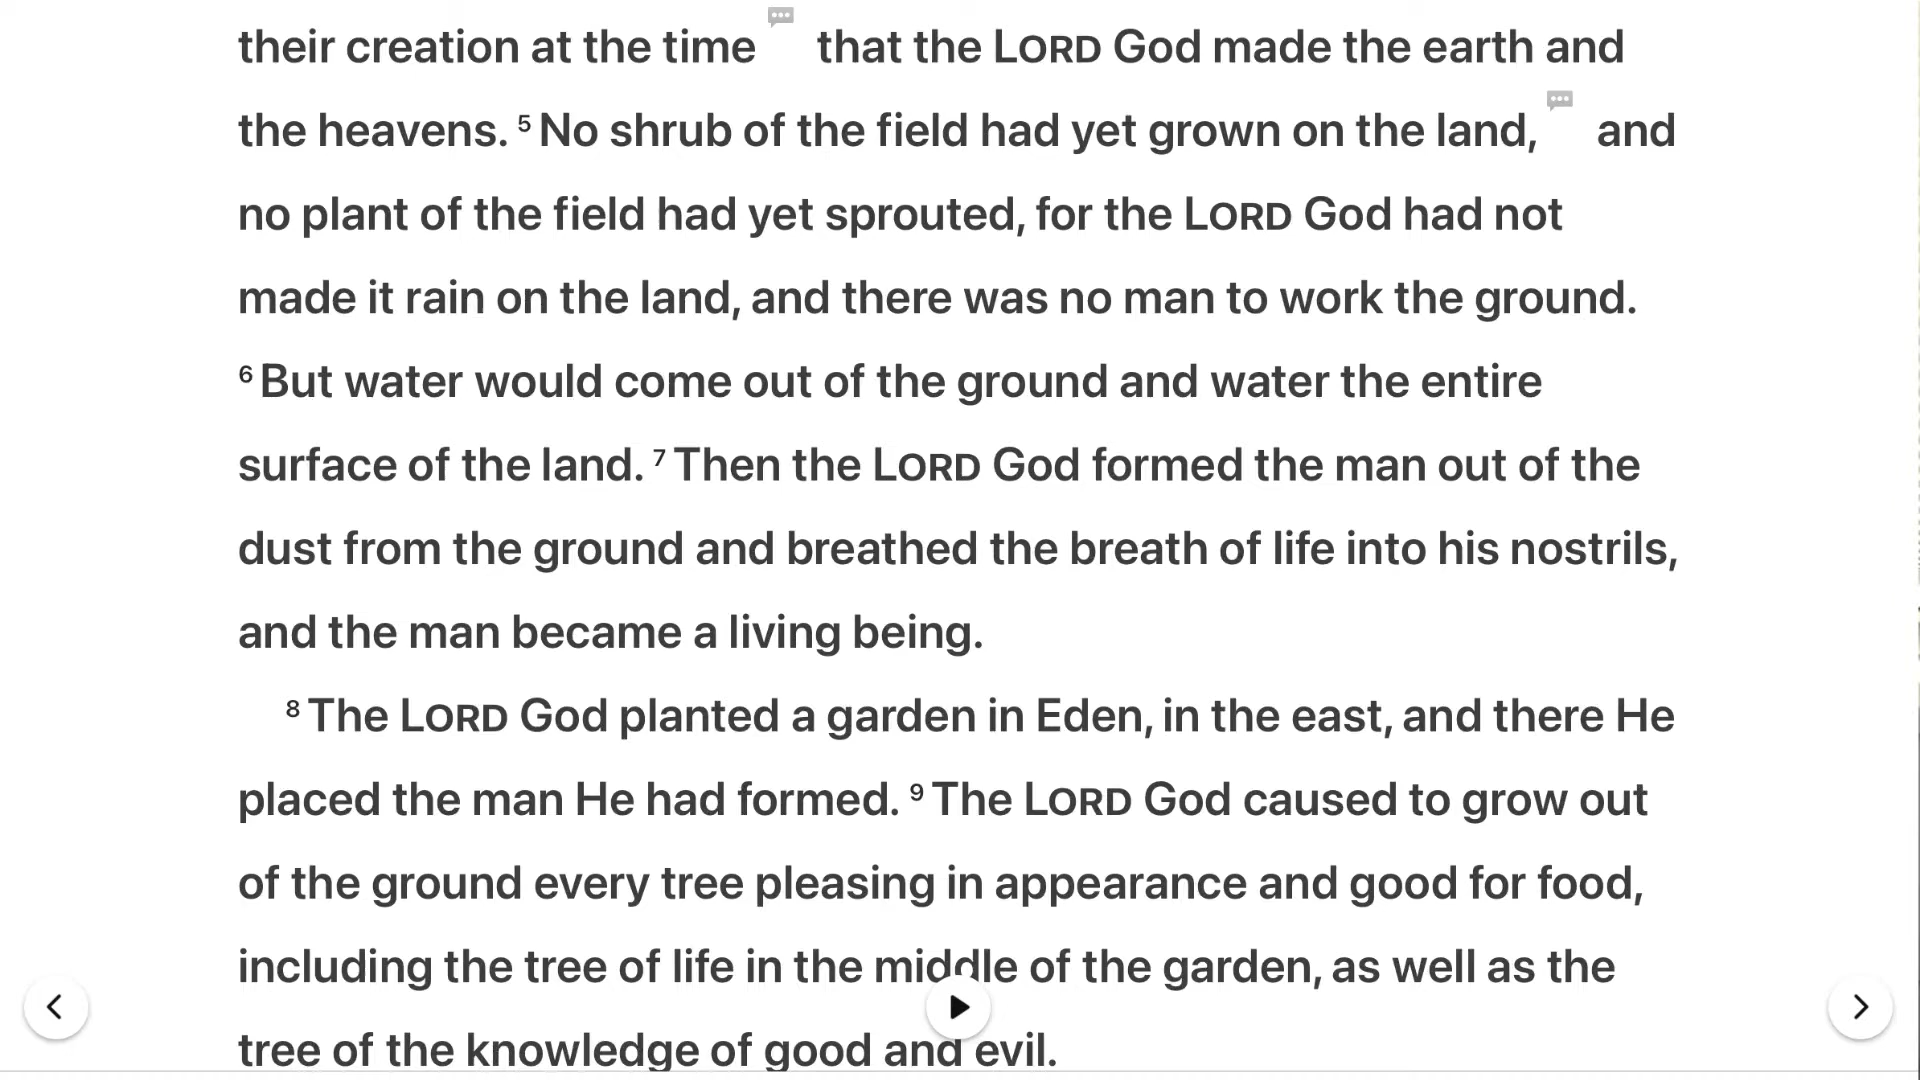 their creation at the time that the LORD God made the earth and
the heavens. 5 No shrub of the field had yet grown on the land, and
no plant of the field had yet sprouted, for the LORD God had not
made it rain on the land, and there was no man to work the ground.
6 But water would come out of the ground and water the entire
surface of the land. 7 Then the LORD God formed the man out of the
dust from the ground and breathed the breath of life into his nostrils,
and the man became a living being.
8 The LORD God planted a garden in Eden, in the east, and there He
placed the man He had formed. 9 The LORD God caused to grow out
of the ground every tree pleasing in appearance and good for food,
including the tree of life in the middle of the garden, as well as the
tree of the knowledge of good and evil.